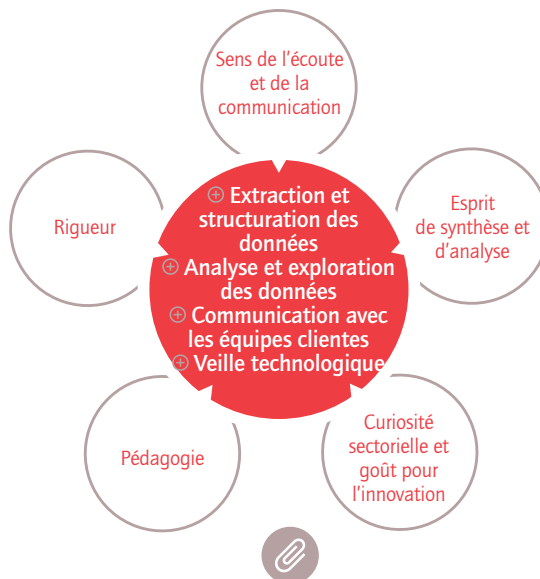 Sens de l’écoute
et de la
communication
Rigueur
⊕ Extraction et
structuration des
données
⊕ Analyse et exploration
des données
⊕ Communication avec
les équipes clientes
⊕ Veille technologique
Esprit
de synthèse et
d’analyse
Pédagogie
Curiosité
sectorielle et
goût pour
l’innovation